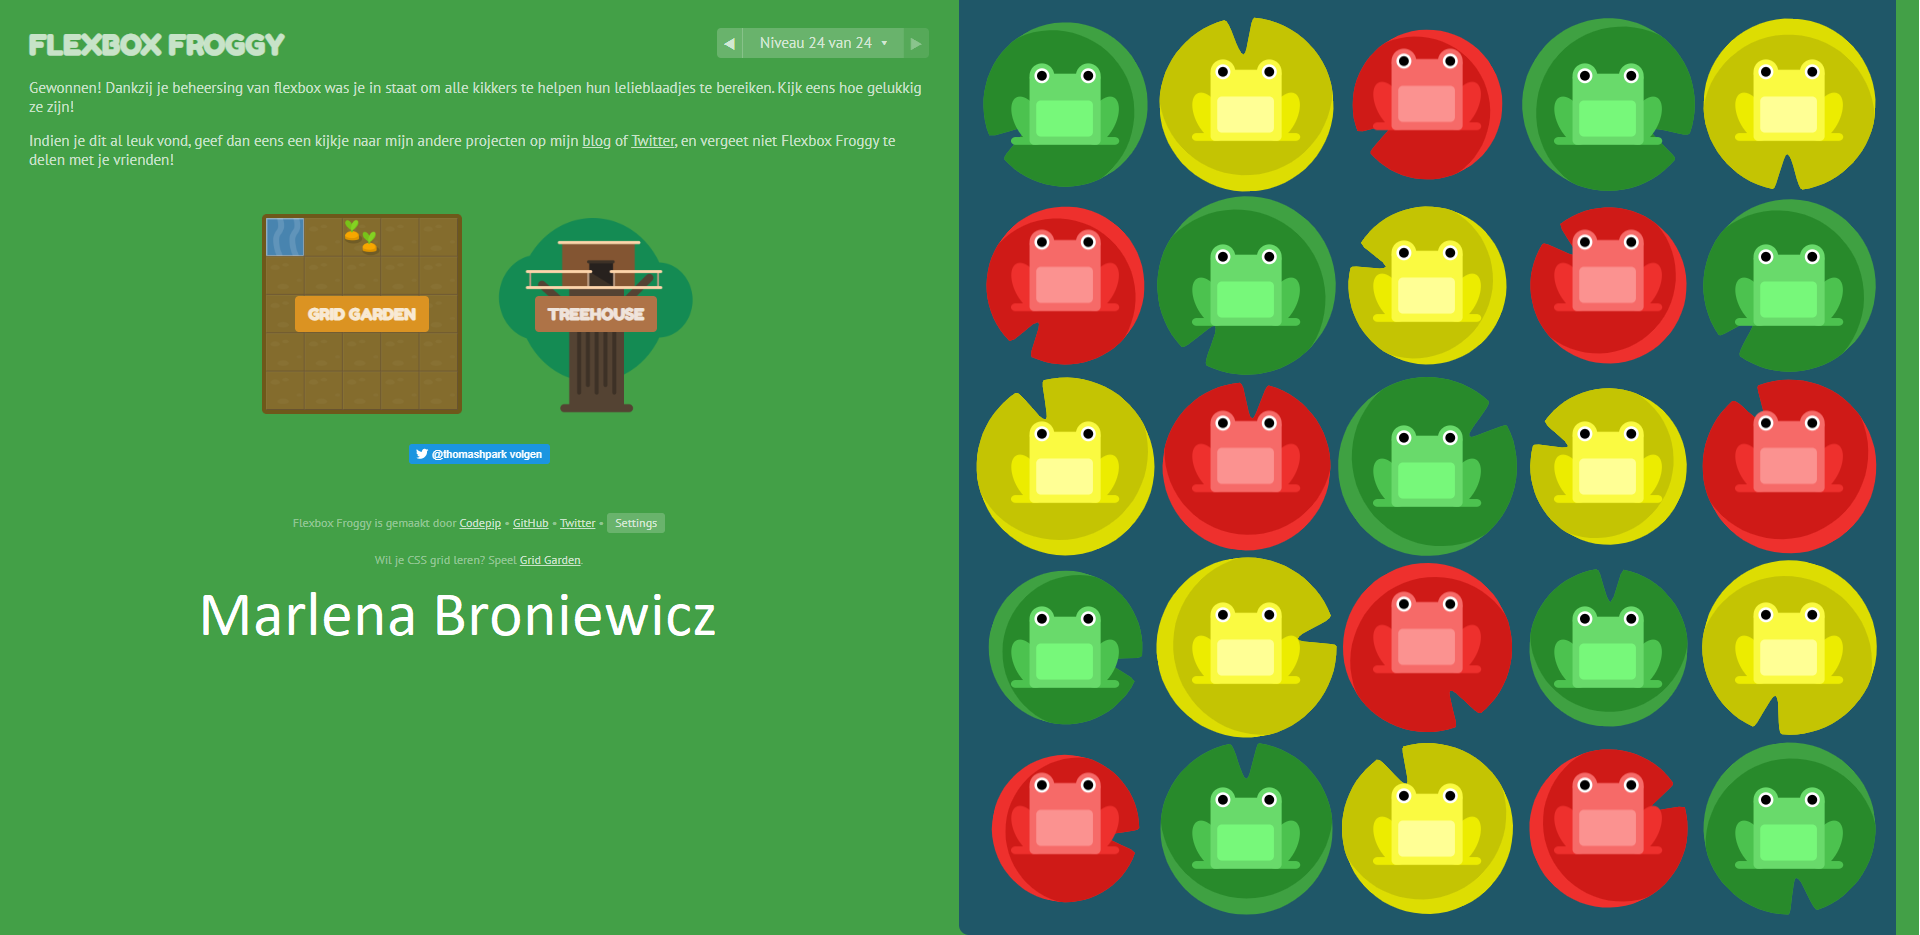 FLEXBOX FROGGY
Niveau 24 van 24
Gewonnen! Dankzij je beheersing van flexbox was je in staat om alle kikkers te helpen hun lelieblaadjes te bereiken. Kijk eens hoe gelukkig
ze zijn!
Indien je dit al leuk vond, geef dan eens een kijkje naar mijn andere projecten op mijn blog of Twitter, en vergeet niet Flexbox Froggy te
delen met je vrienden!
GRID GARDEN
TREEHOUSE
@thomashpark volgen
Flexbox Froggy is gemaakt door Codepip • GitHub • Twitter • Settings
Wil je CSS grid leren? Speel Grid Garden.
Marlena Broniewicz